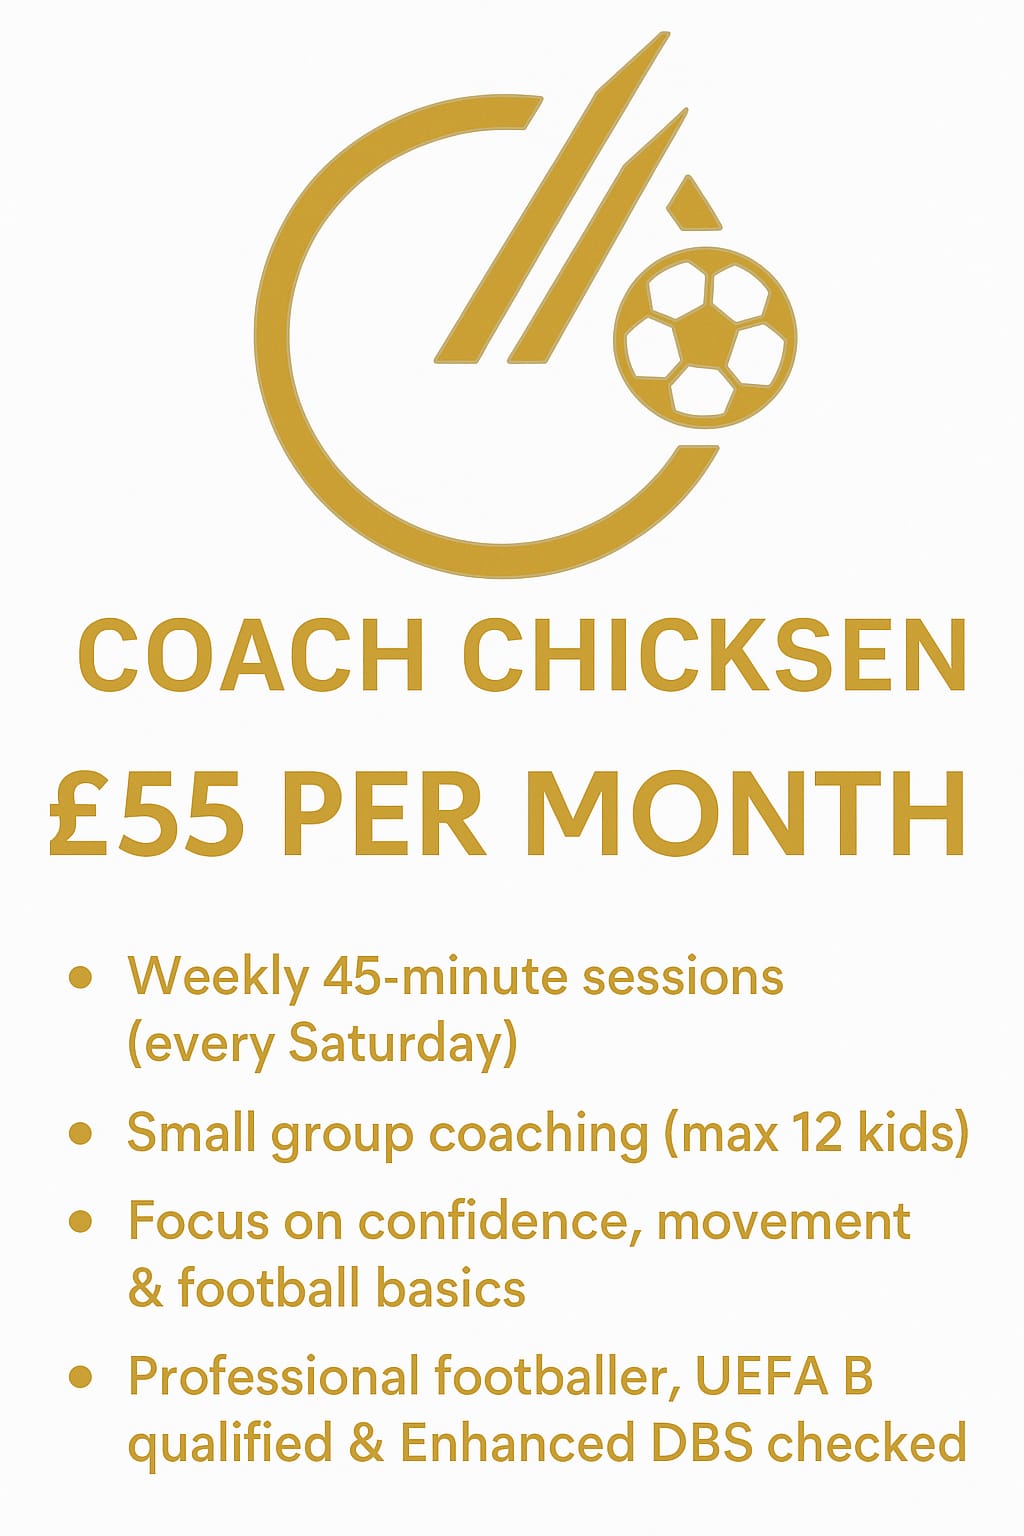 COACH CHICKSEN
£55 PER MONTH
• Weekly 45-minute sessions
(every Saturday)
• Small group coaching (max 12 kids)
• Focus on confidence, movement
& football basics
• Professional footballer, UEFA B
qualified & Enhanced DBS checked